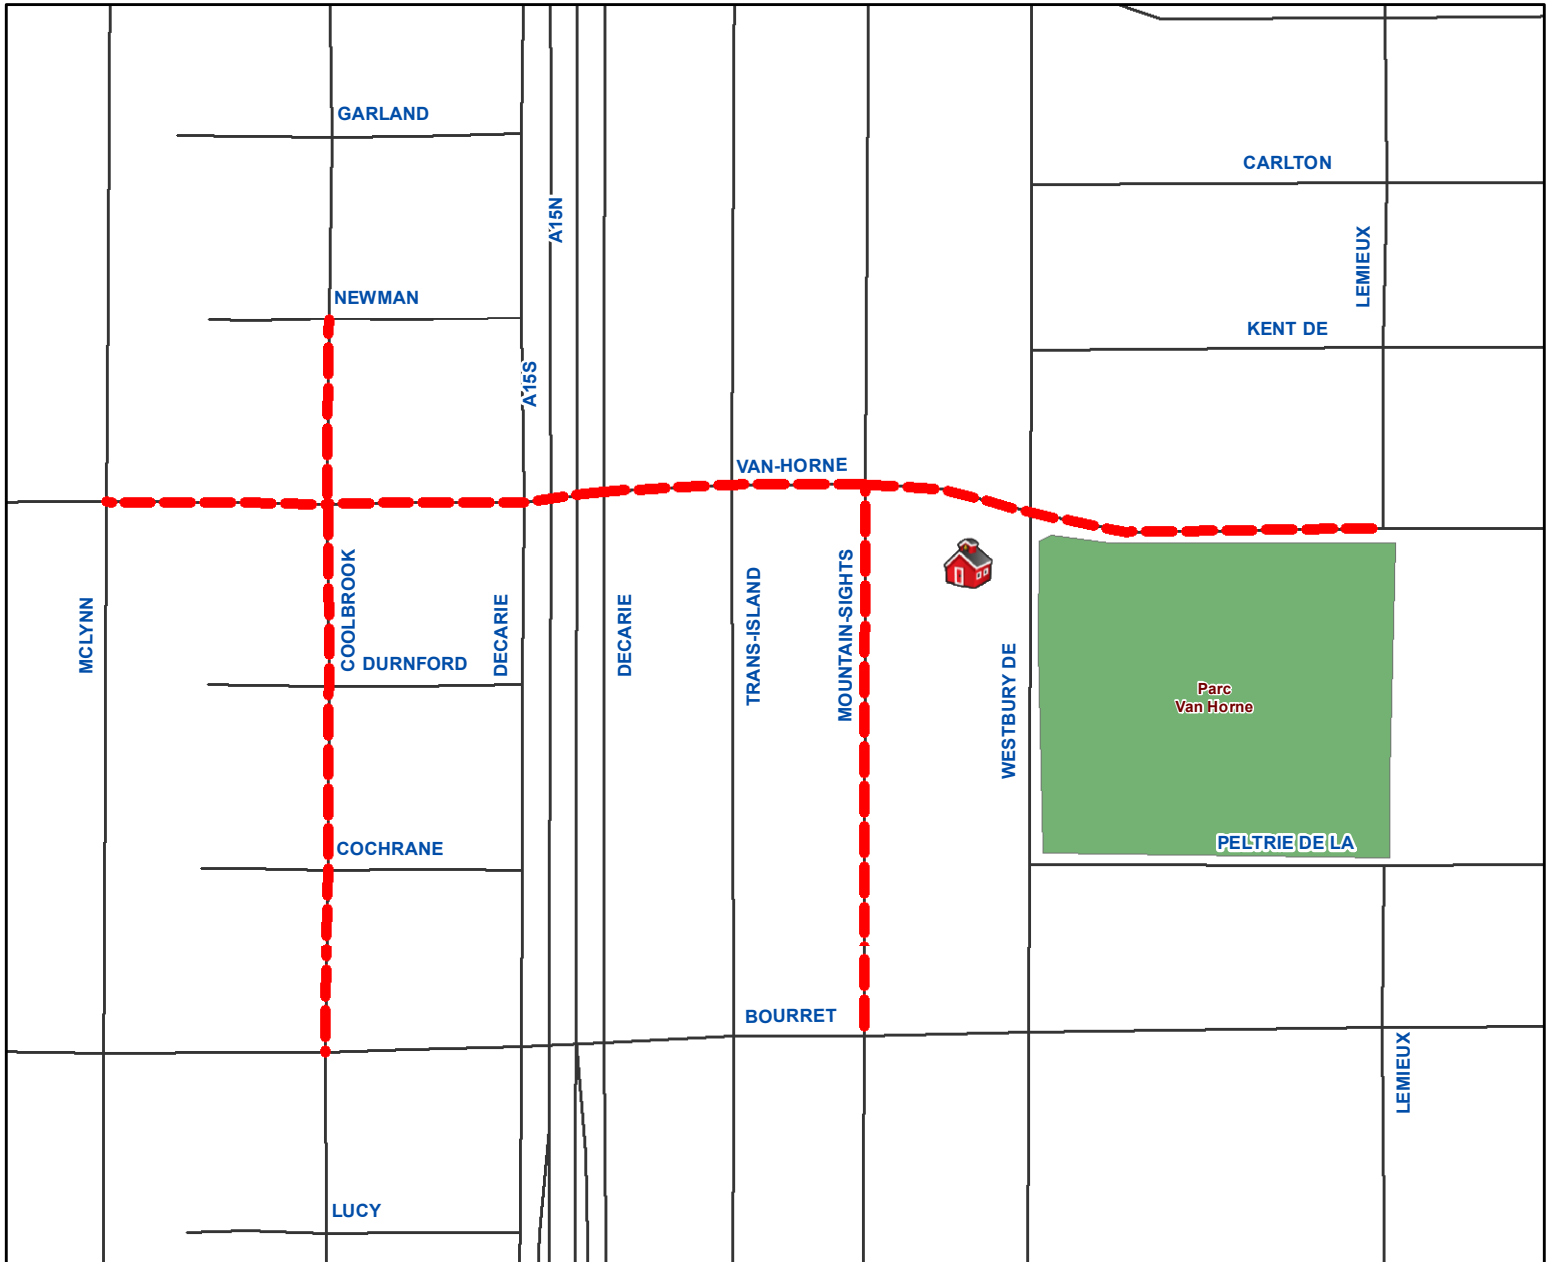 GARLAND
CARLTON
A15N
LEMIEUX
NEWMAN
KENT DE
A15S
VAN-HORNE
MCLYNN
COOLBROOK
DURNFORD
DECARIE
DECARIE
TRANS-ISLAND
MOUNTAIN-SIGHTS
WESTBURY DE
Parc
Van Horne
COCHRANE
PELTRIE DE LA
BOURRET
LEMIEUX
LUCY